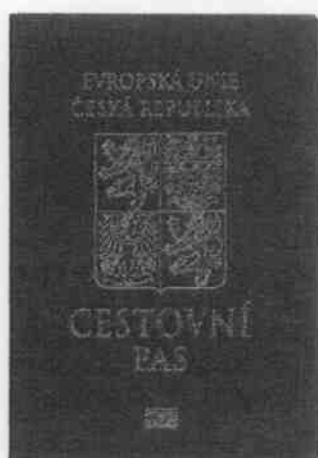 EVROPSKÁ UNIE
ČESKÁ REPUBLIKA
CESTOVNÍ
PAS